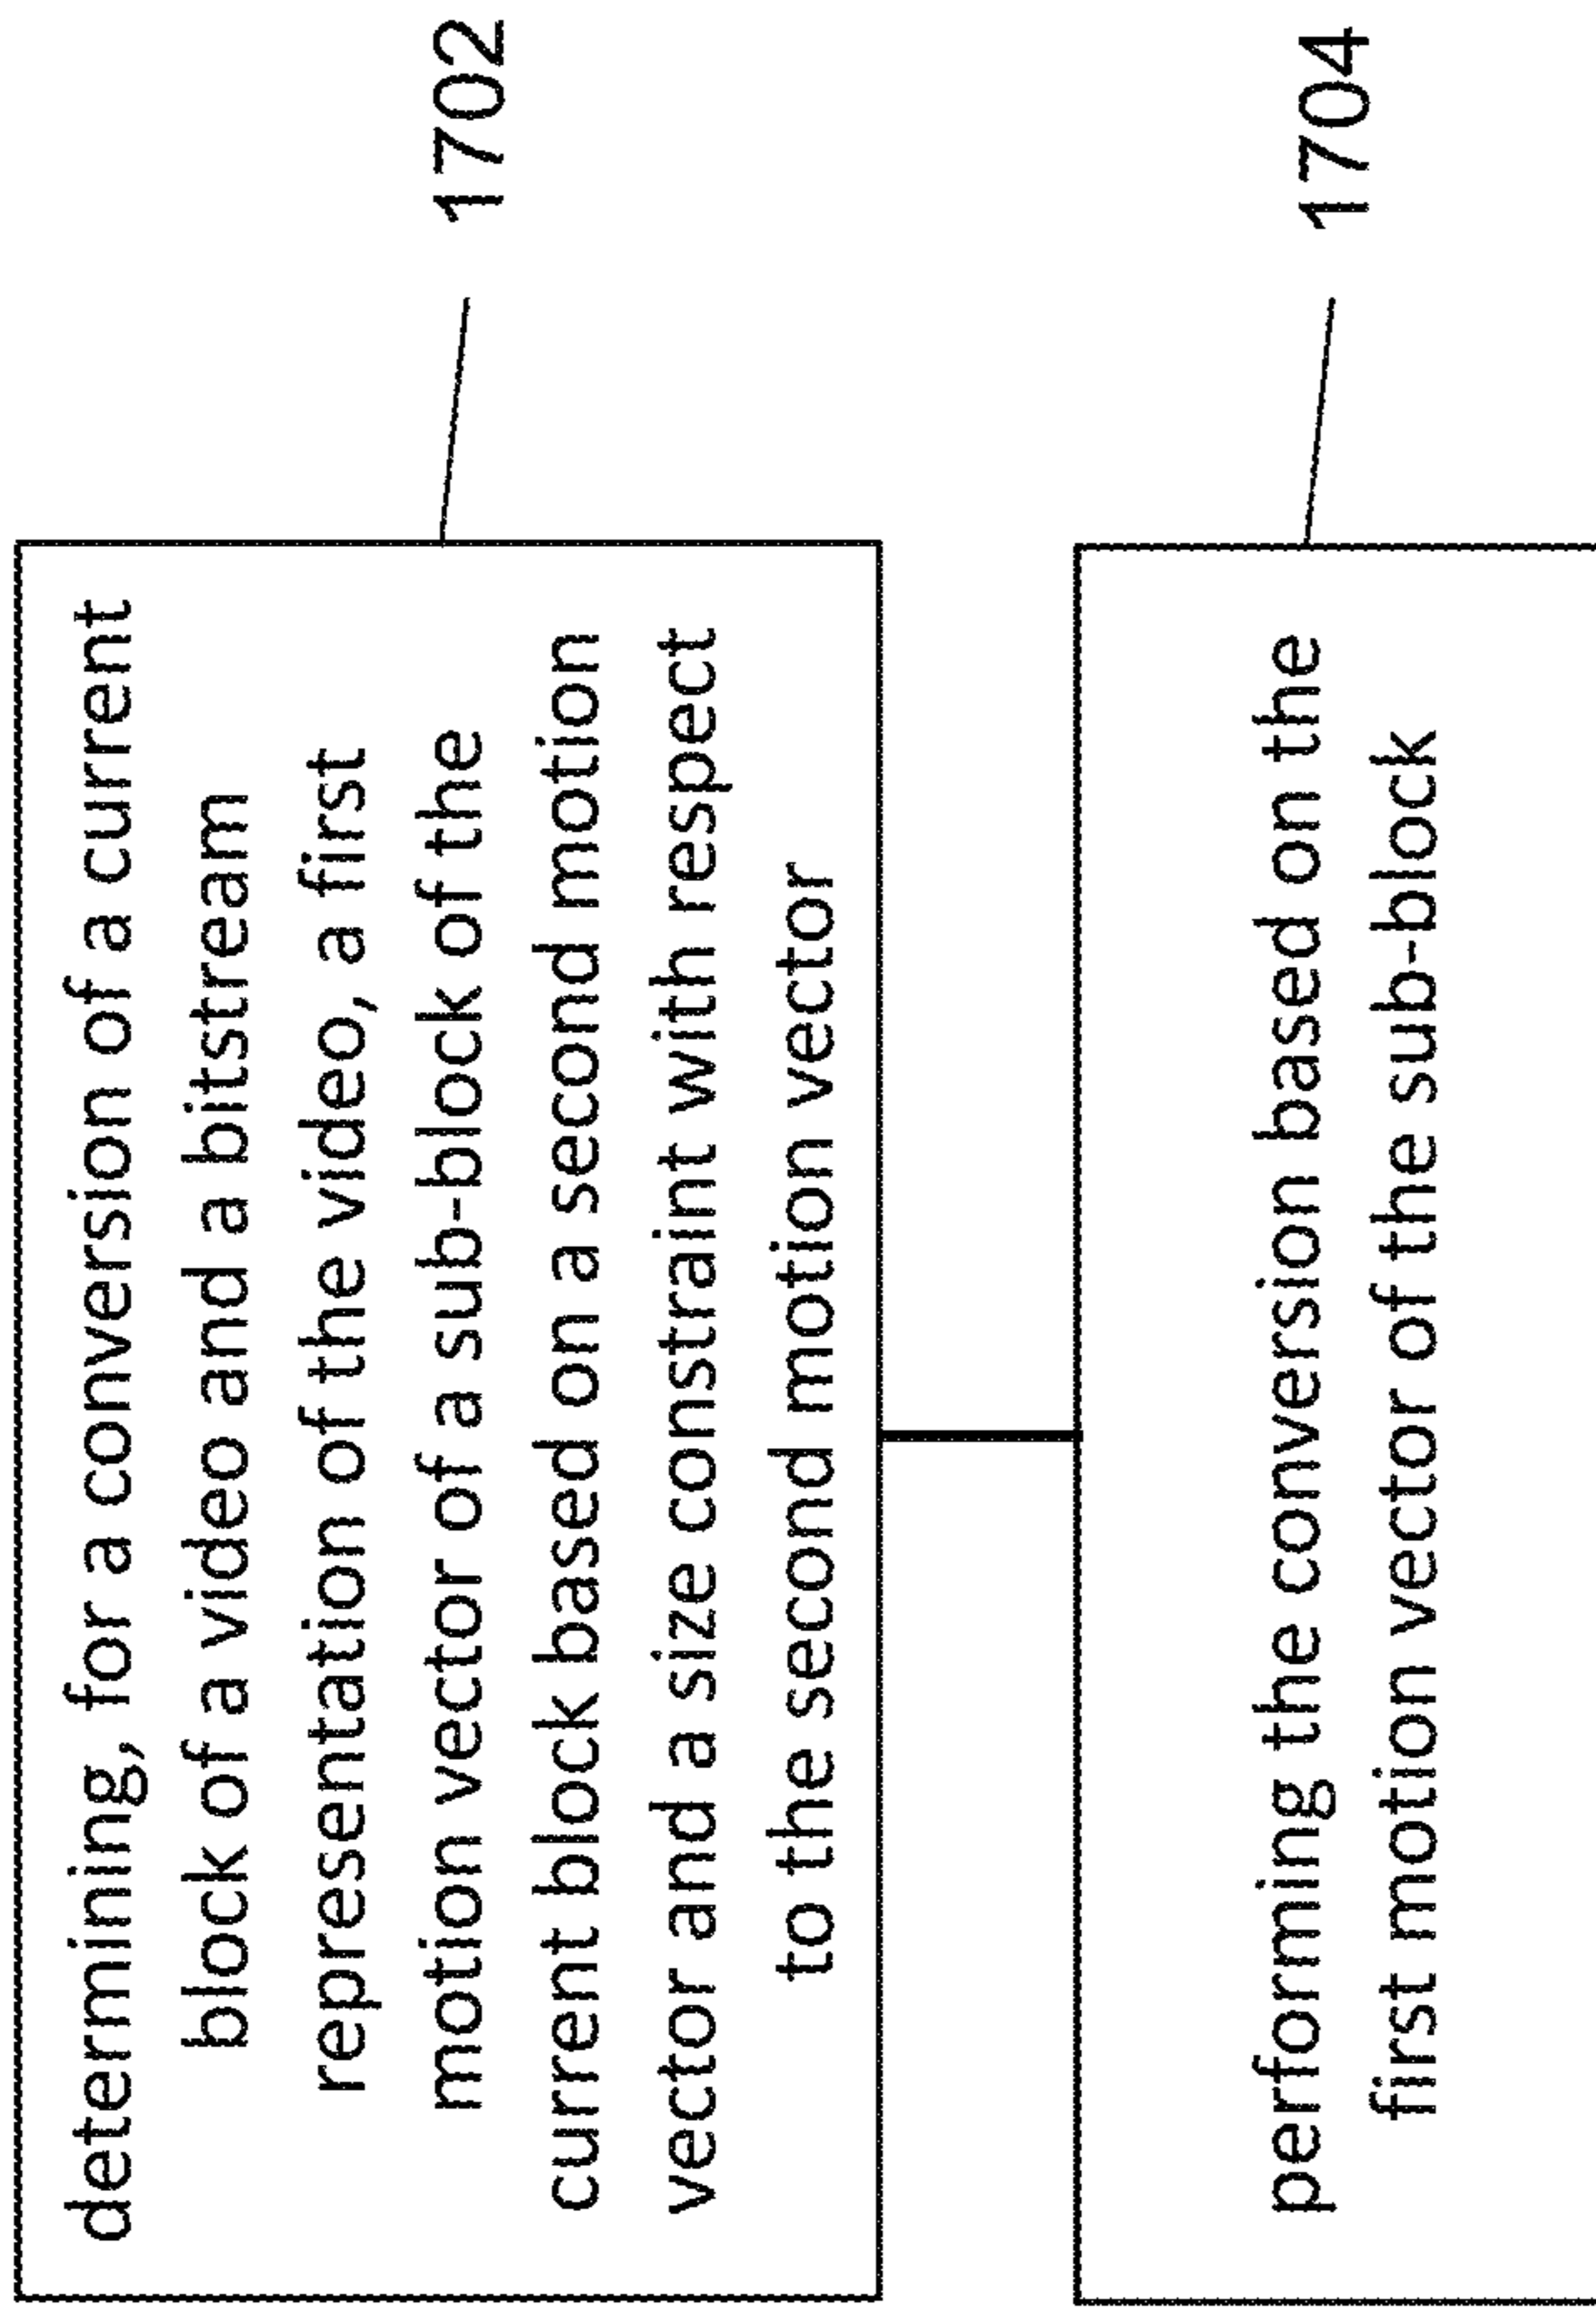 determining, for a conversion of a current
block of a video and a bitstream
representation of the video, a first
motion vector of a sub-block of the
current block based on a second motion
vector and a size constraint with respect
to the second motion vector
1702
performing the conversion based on the
first motion vector of the sub-block
1704